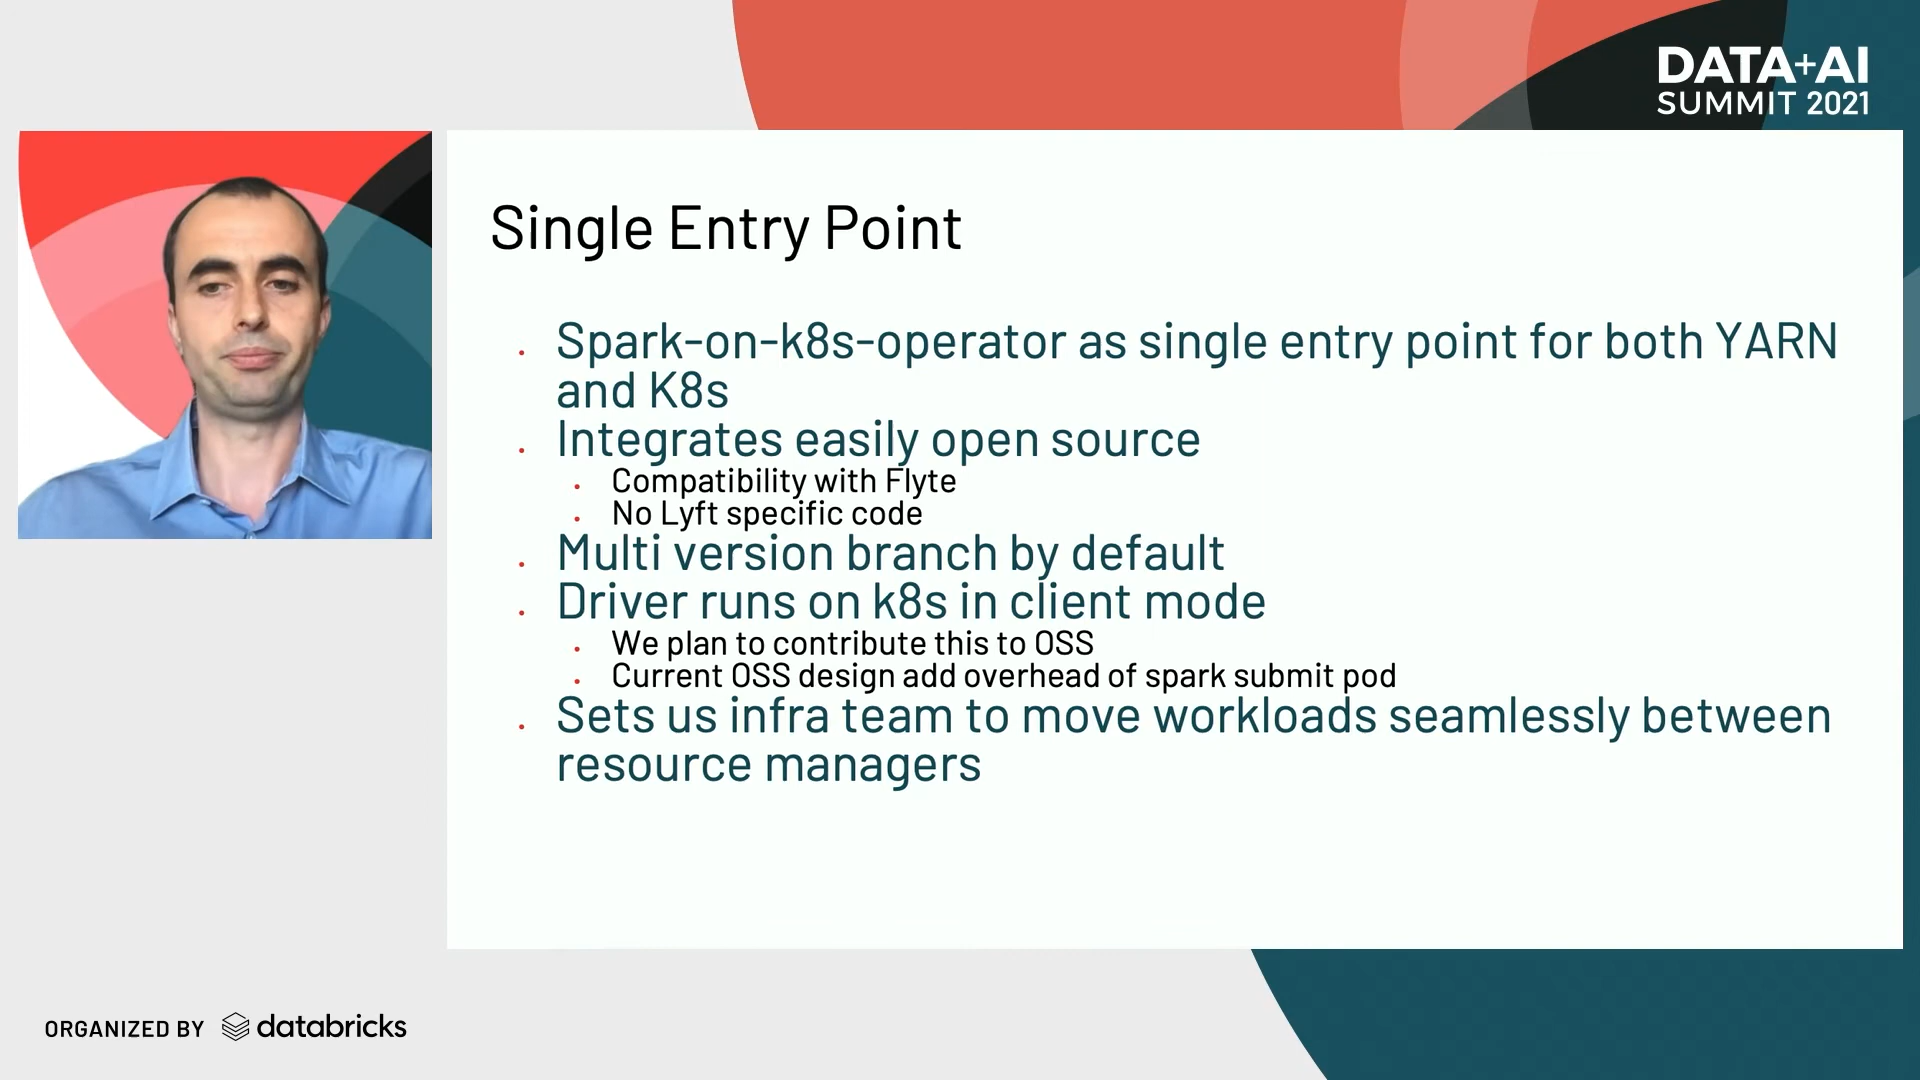 DATA+AI
SUMMIT 2021
Single Entry Point
Spark-on-k8s-operator as single entry point for both YARN
and K8s
Integrates easily open source
Compatibility with Flyte
No Lyft specific code
Multi version branch by default
Driver runs on k8s in client mode
We plan to contribute this to OSS
Current OSS design add overhead of spark submit pod
Sets us infra team to move workloads seamlessly between
resource managers
ORGANIZED BY databricks